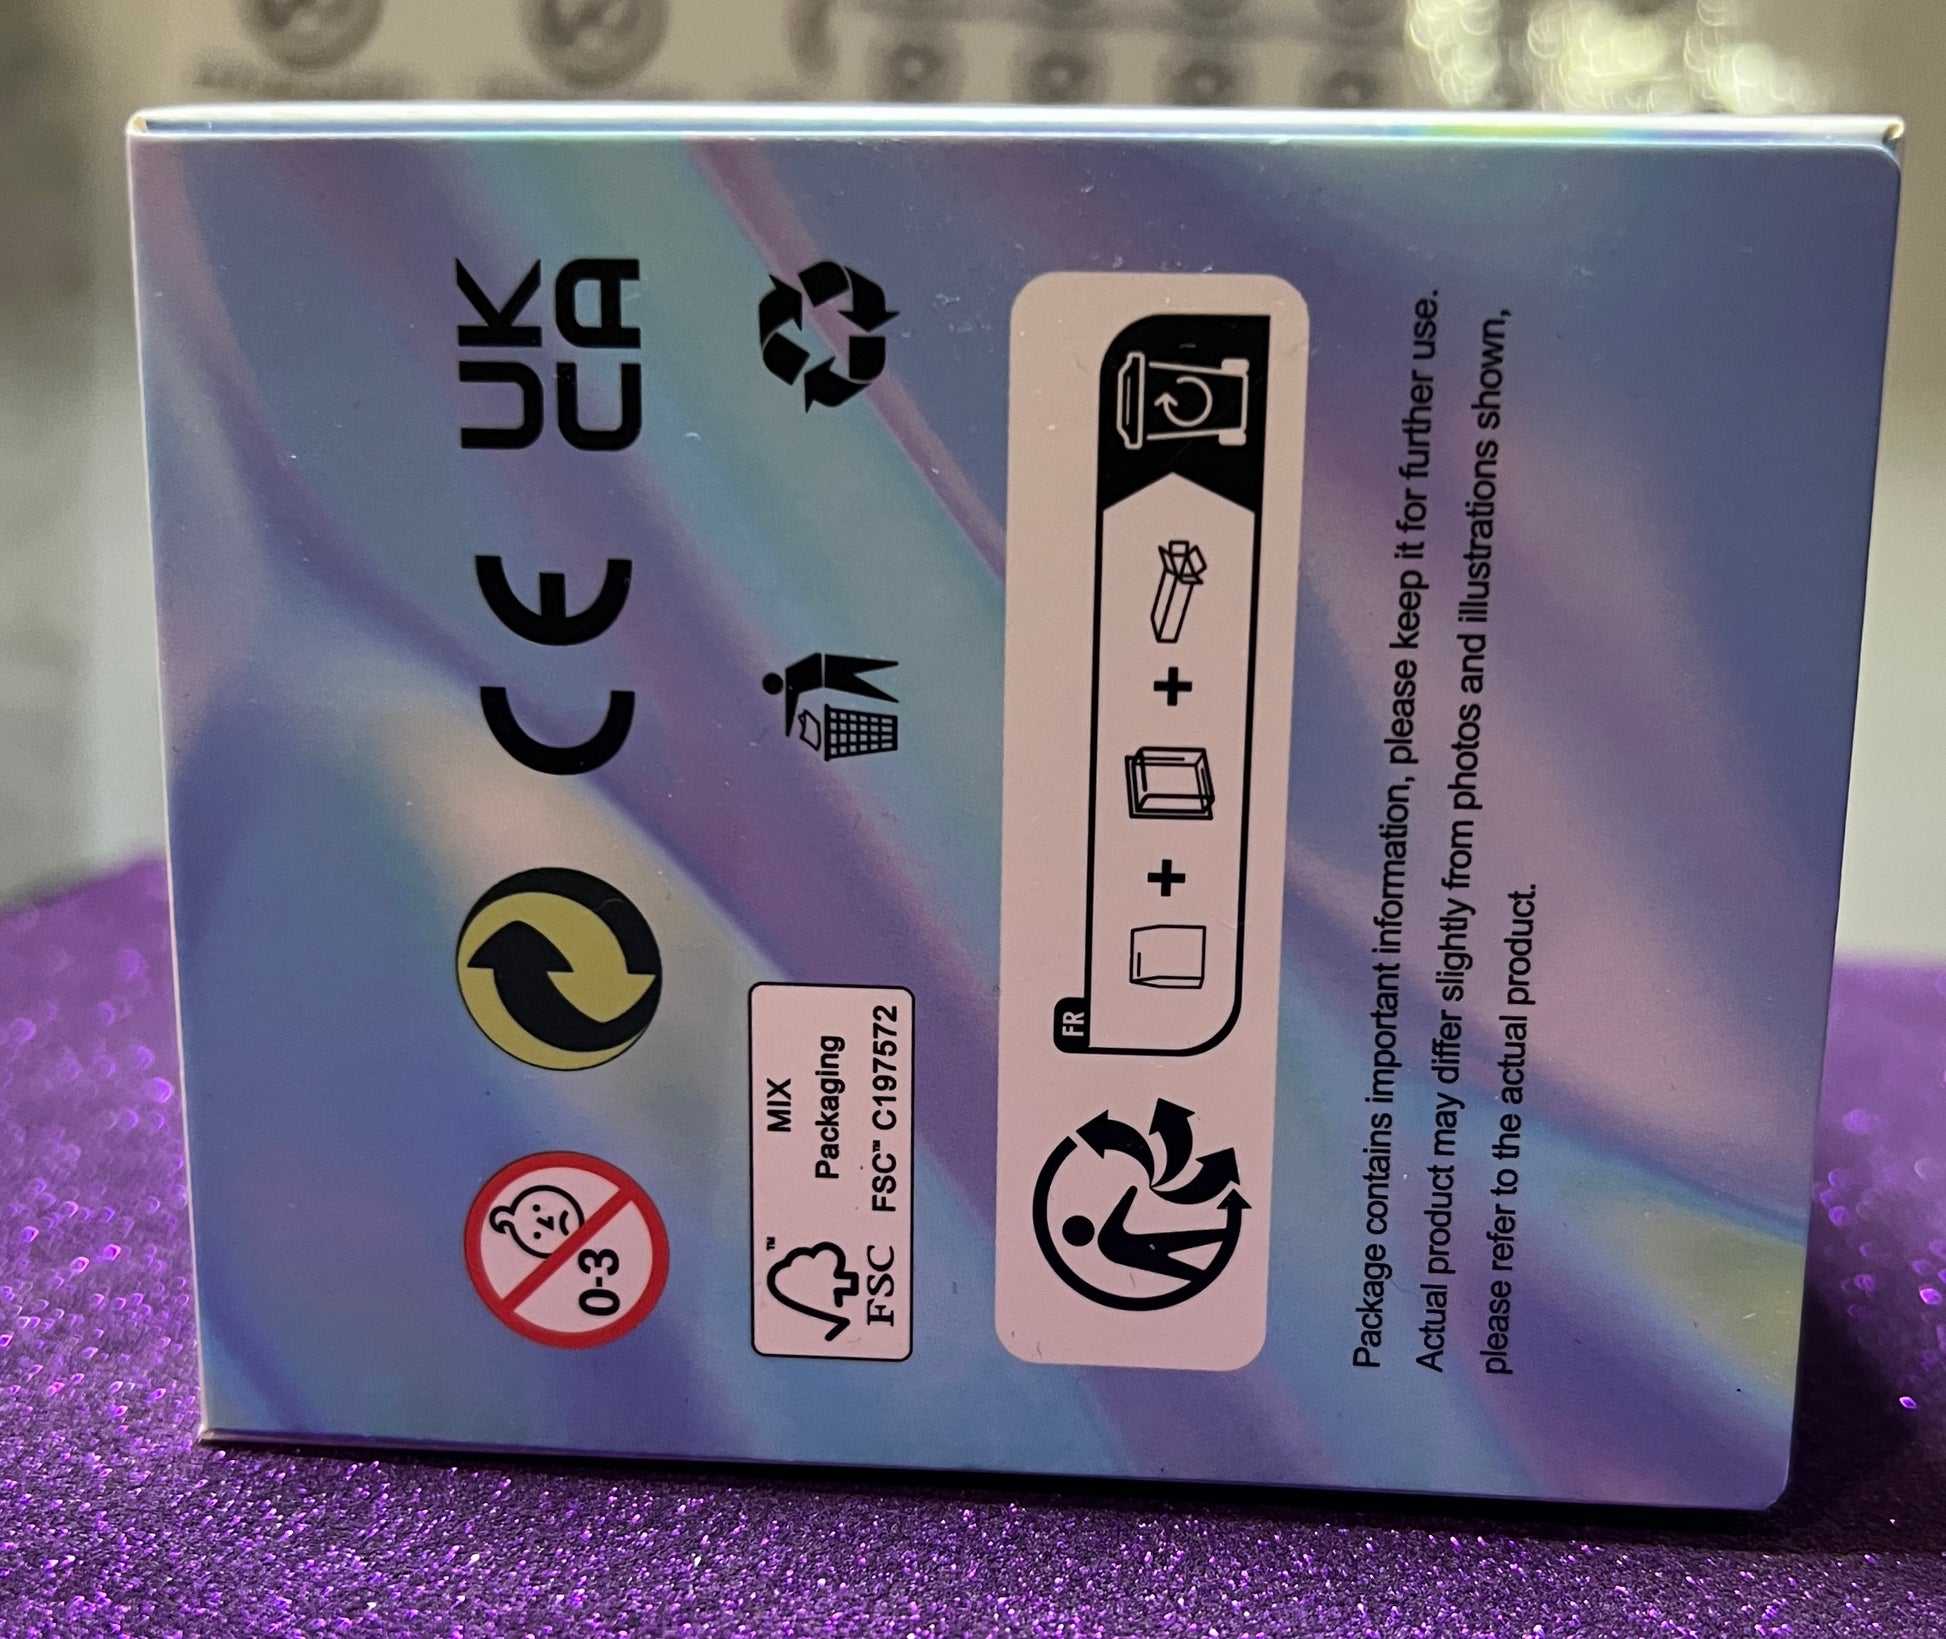 0-3
CE
UK
CA
MIX
Packaging
FSC™ C197572
™
FSC
FR
Package contains important information, please keep it for further use.
Actual product may differ slightly from photos and illustrations shown,
please refer to the actual product.